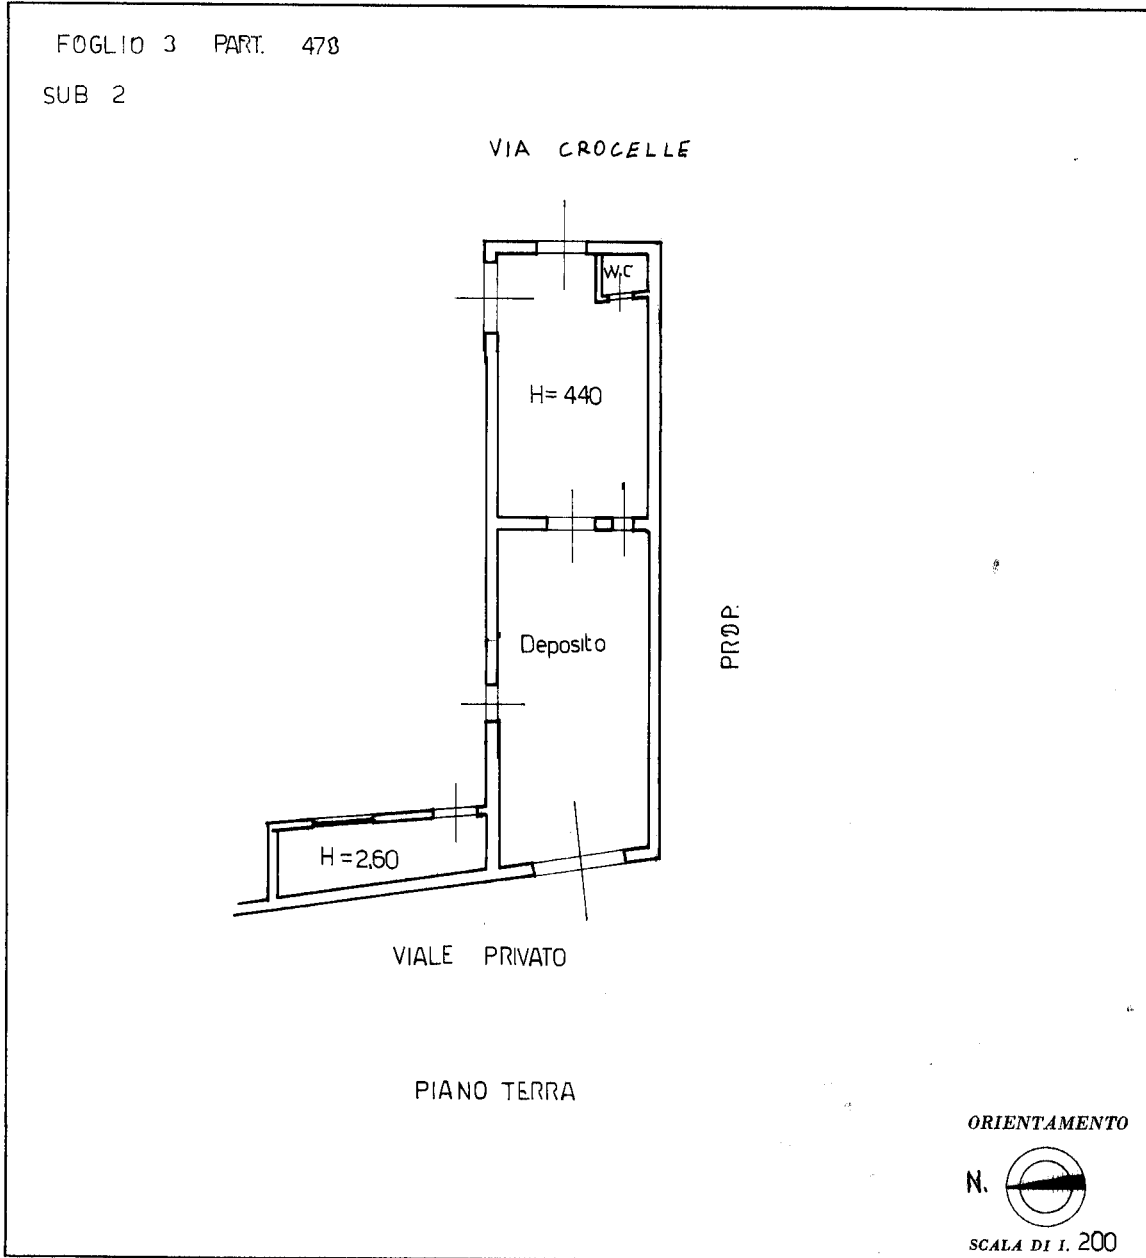 FOGLIO 3 PART. 478
SUB 2
VIA CROCELLE
W.C
H= 440
Deposito
PROP.
H=2,60
VIALE PRIVATO
PIANO TERRA
ORIENTAMENTO
N.
SCALA DI 1. 200